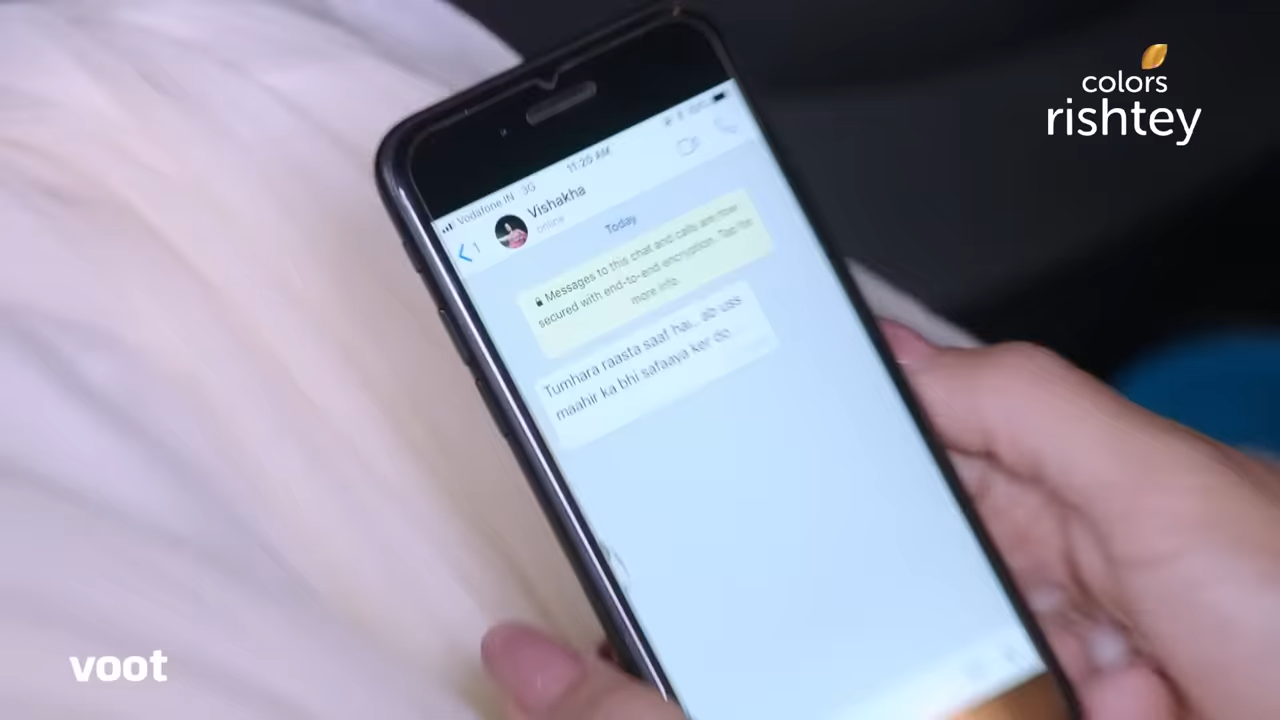 colors
rishtey
Vodafone IN 3G
11:20 AM
1
Vishakha
online
Today
Messages to this chat and calls are now
secured with end-to-end encryption. Tap for
more info
Tumhara raasta saaf hai.. ab uss
maahir ka bhi safaaya ker do..
voot